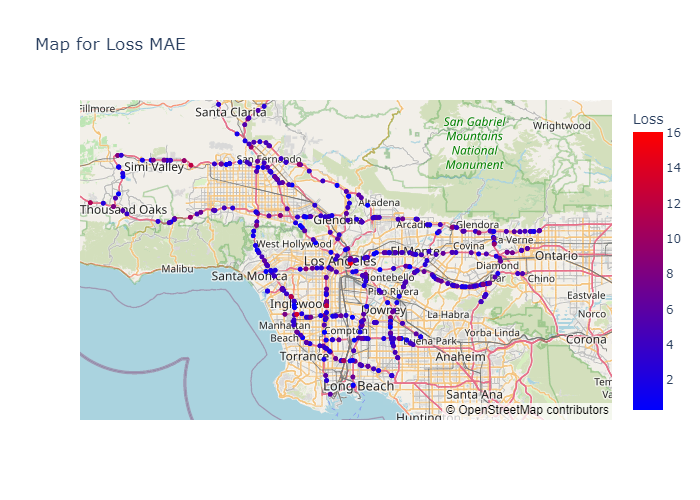 Map for Loss MAE
Loss
16
14
12
10
8
6
4
2
Fillmore
Santa Clarita
San Gabriel
Mountains
National
Monument
Wrightwood
Simi Valley
San Fernando
Thousand Oaks
Altadena
Glendale
Arcadia
Glendora
La Verne
West Hollywood
El Monte
Covina
Ontario
Malibu
Santa Monica
Los Angeles
Montebello
Diamond
Bar
Chino
Pico Rivera
Eastvale
Inglewood
Downey
La Habra
Norco
Manhattan
Beach
Compton
Buena Park
Yorba Linda
Corona
Torrance
Anaheim
Long Beach
Santa Ana
Tem
Va
Huntin
© OpenStreetMap contributors